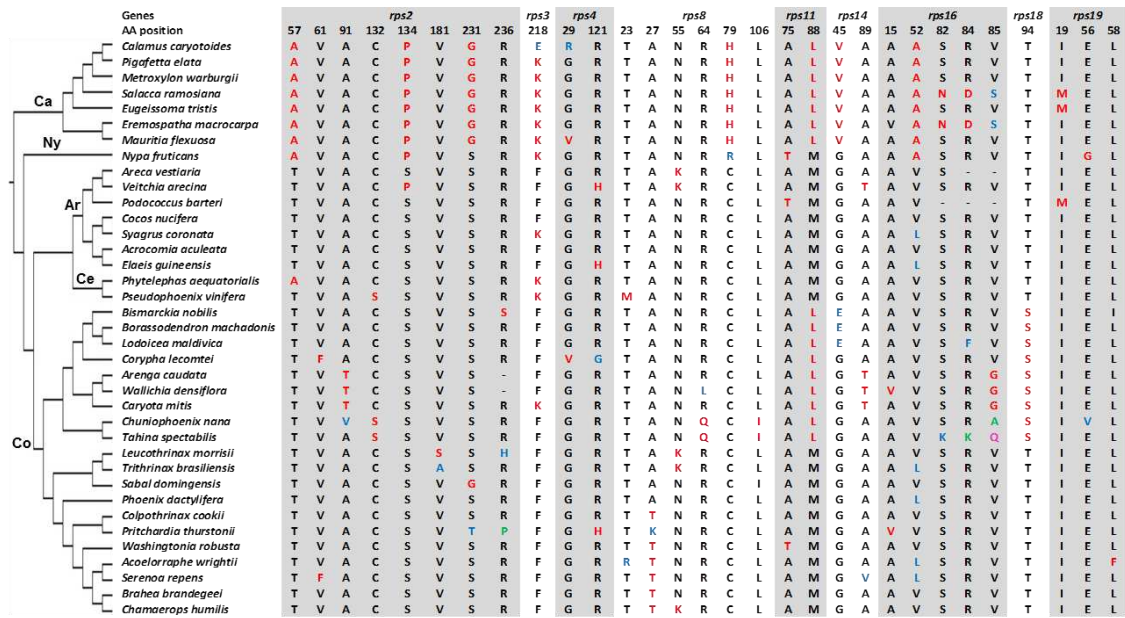 Genes rps2 rps3 rps4 rps8 rps11 rps14 rps16 rps18 rps19
AA position 57 61 91 132 134 181 231 236 218 29 121 23 27 55 64 79 106 75 88 45 89 15 52 82 84 85 94 19 56 58
Calamus caryotoides A V A C P V G R E R R T A N R H L A L V A A A S R V T I E L
Pigafetta elata A V A C P V G R K G R T A N R H L A L V A A A S R V T I E L
Metroxylon warburgii A V A C P V G R K G R T A N R H L A L V A A A S R V T I E L
Salacca ramosiana A V A C P V G R K G R T A N R H L A L V A A A N D S T M E L
Ca
Eugeissona tristis A V A C P V G R K G R T A N R H L A L V A A A S R V T M E L
Eremospatha macrocarpa A V A C P V G R K G R T A N R H L A L V A A A N D S T I E L
Mauritia flexuosa A V A C P V G R K V R T A N R H L A L V A A A S R V T I E L
Ny
Nypa fruticans A V A C P V S R K G R T A N R R L T M G A A A S R V T I G L
Areca vestiaria T V A C S V S R F G R T A K R C L A M G A A V S - - T I E L
Veitchia arecina T V A C P V S R F G H T A K R C L A M G T A V S R V T I E L
Ar
Podococcus barteri T V A C S V S R F G R T A N R C L T M G A A V - - - T M E L
Cocos nucifera T V A C S V S R F G R T A N R C L A M G A A V S R V T I E L
Syagrus coronata T V A C S V S R K G R T A N R C L A M G A A L S R V T I E L
Acrocomia aculeata T V A C S V S R F G R T A N R C L A M G A A V S R V T I E L
Elaeis guineensis T V A C S V S R F G H T A N R C L A M G A A L S R V T I E L
Ce
Phytelephas aequatorialis A V A C S V S R K G R T A N R C L A M G A A V S R V T I E L
Pseudophoenix vinifera T V A S S V S R K G R M A N R C L A M G A A V S R V T I E L
Bismarckia nobilis T V A C S V S S F G R T A N R C L A L E A A V S R V S I E I
Borassodendron machadonis T V A C S V S R F G R T A N R C L A L E A A V S R V S I E L
Lodoicea maldivica T V A C S V S R F G R T A N R C L A L E A A V S F V S I E L
Corypha lecomtei T F A C S V S R F V G T A N R C L A L G A A V S R V S I E L
Arenga caudata T V T C S V S - F G R T A N R C L A L G T A V S R G S I E L
Wallichia densiflora T V T C S V S - F G R T A N L C L A L G T V V S R G S I E L
Caryota mitis T V T C S V S R K G R T A N R C L A L G T A V S R G S I E L
Chuniophoenix nana T V V S S V S R F G R T A N Q C I A L G A A V S R A S I V L
Co
Tahina spectabilis T V A S S V S R F G R T A N Q C I A L G A A V K K Q S I E L
Leucothrinax morrisii T V A C S S S H F G R T A K R C L A M G A A V S R V T I E L
Trithrinax brasiliensis T V A C S A S R F G R T A K R C L A M G A A L S R V T I E L
Sabal domingensis T V A C S V G R F G R T A N R C I A M G A A V S R V T I E L
Phoenix dactylifera T V A C S V S R F G R T A N R C L A M G A A L S R V T I E L
Colpothrinax cookii T V A C S V S R F G R T T N R C L A M G A A V S R V T I E L
Pritchardia thurstonii T V A C S V T P F G H T K N R C L A M G A V V S R V T I E L
Washingtonia robusta T V A C S V S R F G R T T N R C L T M G A A V S R V T I E L
Acoelorraphe wrightii T V A C S V S R F G R R T N R C L A M G A A L S R V T I E F
Serenoa repens T F A C S V S R F G R T T N R C L A M G V A L S R V T I E L
Brahea brandegeei T V A C S V S R F G R T T N R C L A M G A A V S R V T I E L
Chamaerops humilis T V A C S V S R F G R T T K R C L A M G A A V S R V T I E L